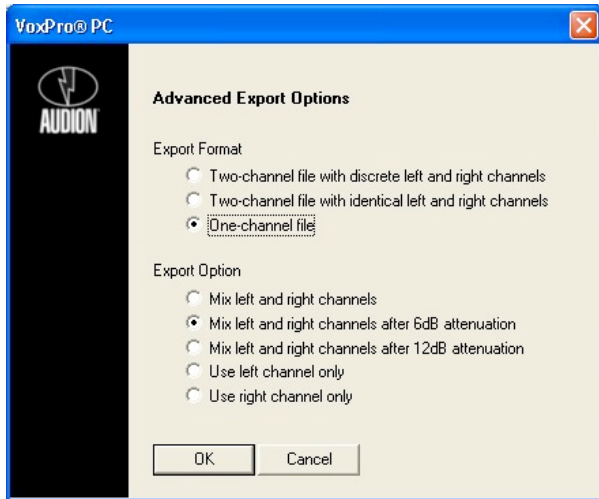 VoxPro® PC
AUDION
Advanced Export Options
Export Format
Two-channel file with discrete left and right channels
Two-channel file with identical left and right channels
One-channel file
Export Option
Mix left and right channels
Mix left and right channels after 6dB attenuation
Mix left and right channels after 12dB attenuation
Use left channel only
Use right channel only
OK Cancel